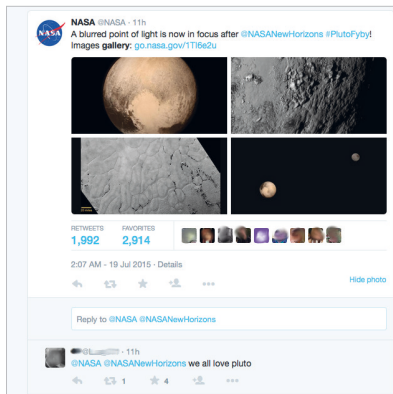 NASA
NASA @NASA · 11h
A blurred point of light is now in focus after @NASANewHorizons #PlutoFyby!
Images gallery: go.nasa.gov/1Tl6e2u
RETWEETS FAVORITES
1,992 2,914
2:07 AM - 19 Jul 2015 · Details
Hide photo
Reply to @NASA @NASANewHorizons
· 11h
@NASA @NASANewHorizons we all love pluto
1 4